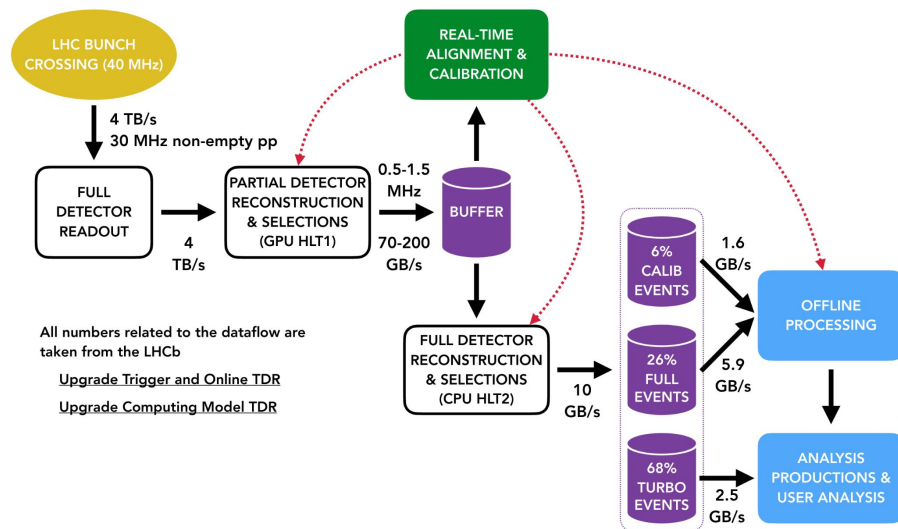 LHC BUNCH
CROSSING (40 MHz)
REAL-TIME
ALIGNMENT &
CALIBRATION
4 TB/s
30 MHz non-empty pp
FULL
DETECTOR
READOUT
4
TB/s
PARTIAL DETECTOR
RECONSTRUCTION
& SELECTIONS
(GPU HLT1)
0.5-1.5
MHz
70-200
GB/s
BUFFER
FULL DETECTOR
RECONSTRUCTION
& SELECTIONS
(CPU HLT2)
10
GB/s
6%
CALIB
EVENTS
26%
FULL
EVENTS
68%
TURBO
EVENTS
1.6
GB/s
5.9
GB/s
2.5
GB/s
OFFLINE
PROCESSING
ANALYSIS
PRODUCTIONS &
USER ANALYSIS
All numbers related to the dataflow are
taken from the LHCb
Upgrade Trigger and Online TDR
Upgrade Computing Model TDR